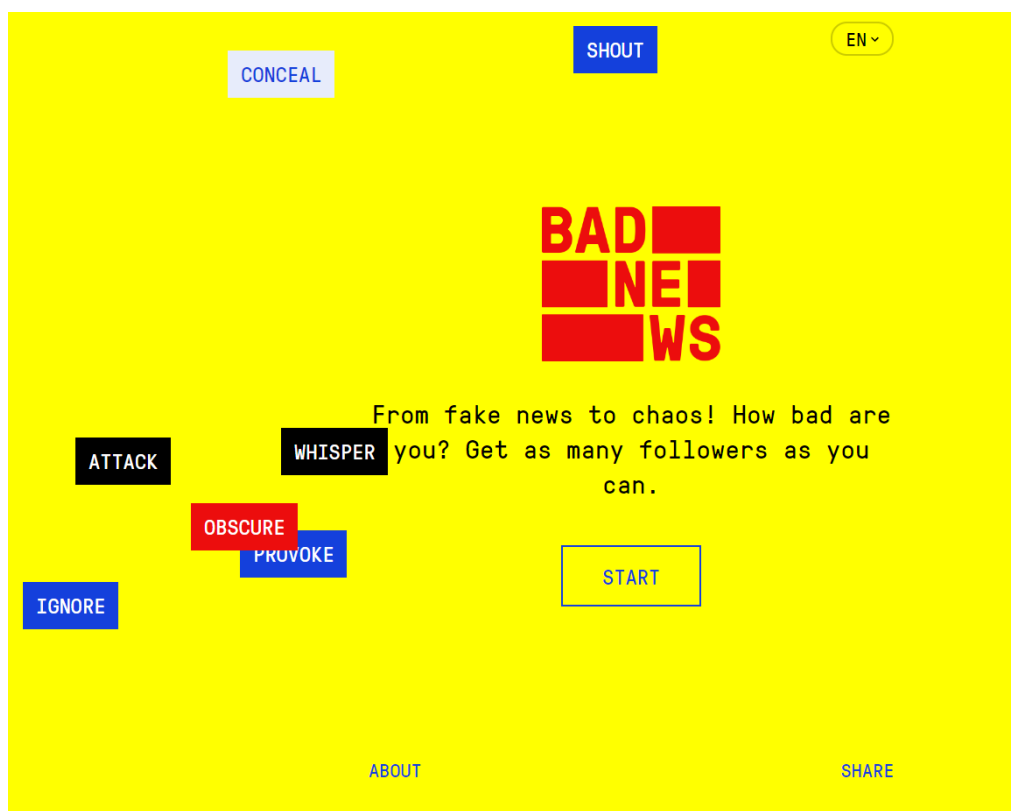 SHOUT
EN
CONCEAL
BAD
NE
WS
From fake news to chaos! How bad are
you? Get as many followers as you
can.
WHISPER
ATTACK
OBSCURE
PROVOKE
START
IGNORE
ABOUT
SHARE